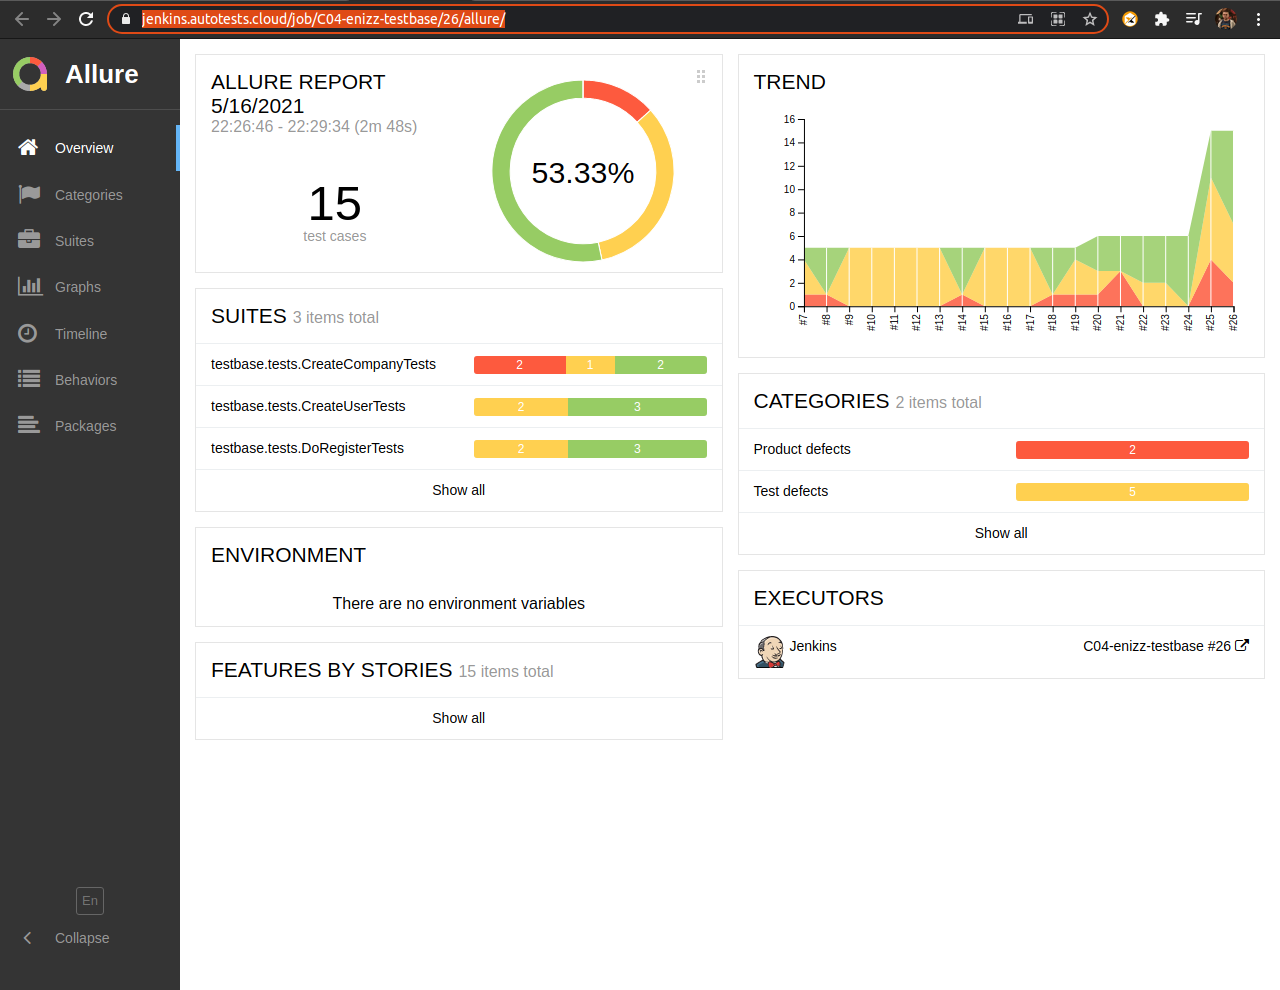 jenkins.autotests.cloud/job/C04-enizz-testbase/26/allure/
Allure
Overview
Categories
Suites
Graphs
Timeline
Behaviors
Packages
En
Collapse
ALLURE REPORT
5/16/2021
22:26:46 - 22:29:34 (2m 48s)
15
test cases
53.33%
SUITES 3 items total
testbase.tests.CreateCompanyTests 2 1 2
testbase.tests.CreateUserTests 2 3
testbase.tests.DoRegisterTests 2 3
Show all
ENVIRONMENT
There are no environment variables
FEATURES BY STORIES 15 items total
Show all
TREND
16
14
12
10
8
6
4
2
0
#7 #8 #9 #10 #11 #12 #13 #14 #15 #16 #17 #18 #19 #20 #21 #22 #23 #24 #25 #26
CATEGORIES 2 items total
Product defects 2
Test defects 5
Show all
EXECUTORS
Jenkins C04-enizz-testbase #26